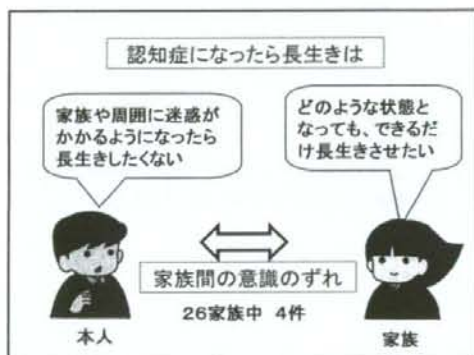 認知症になったら長生きは
家族や周囲に迷惑が
かかるようになったら
長生きしたくない
どのような状態と
なっても、できるだ
け長生きさせたい
家族間の意識のずれ
26家族中 4件
本人
家族